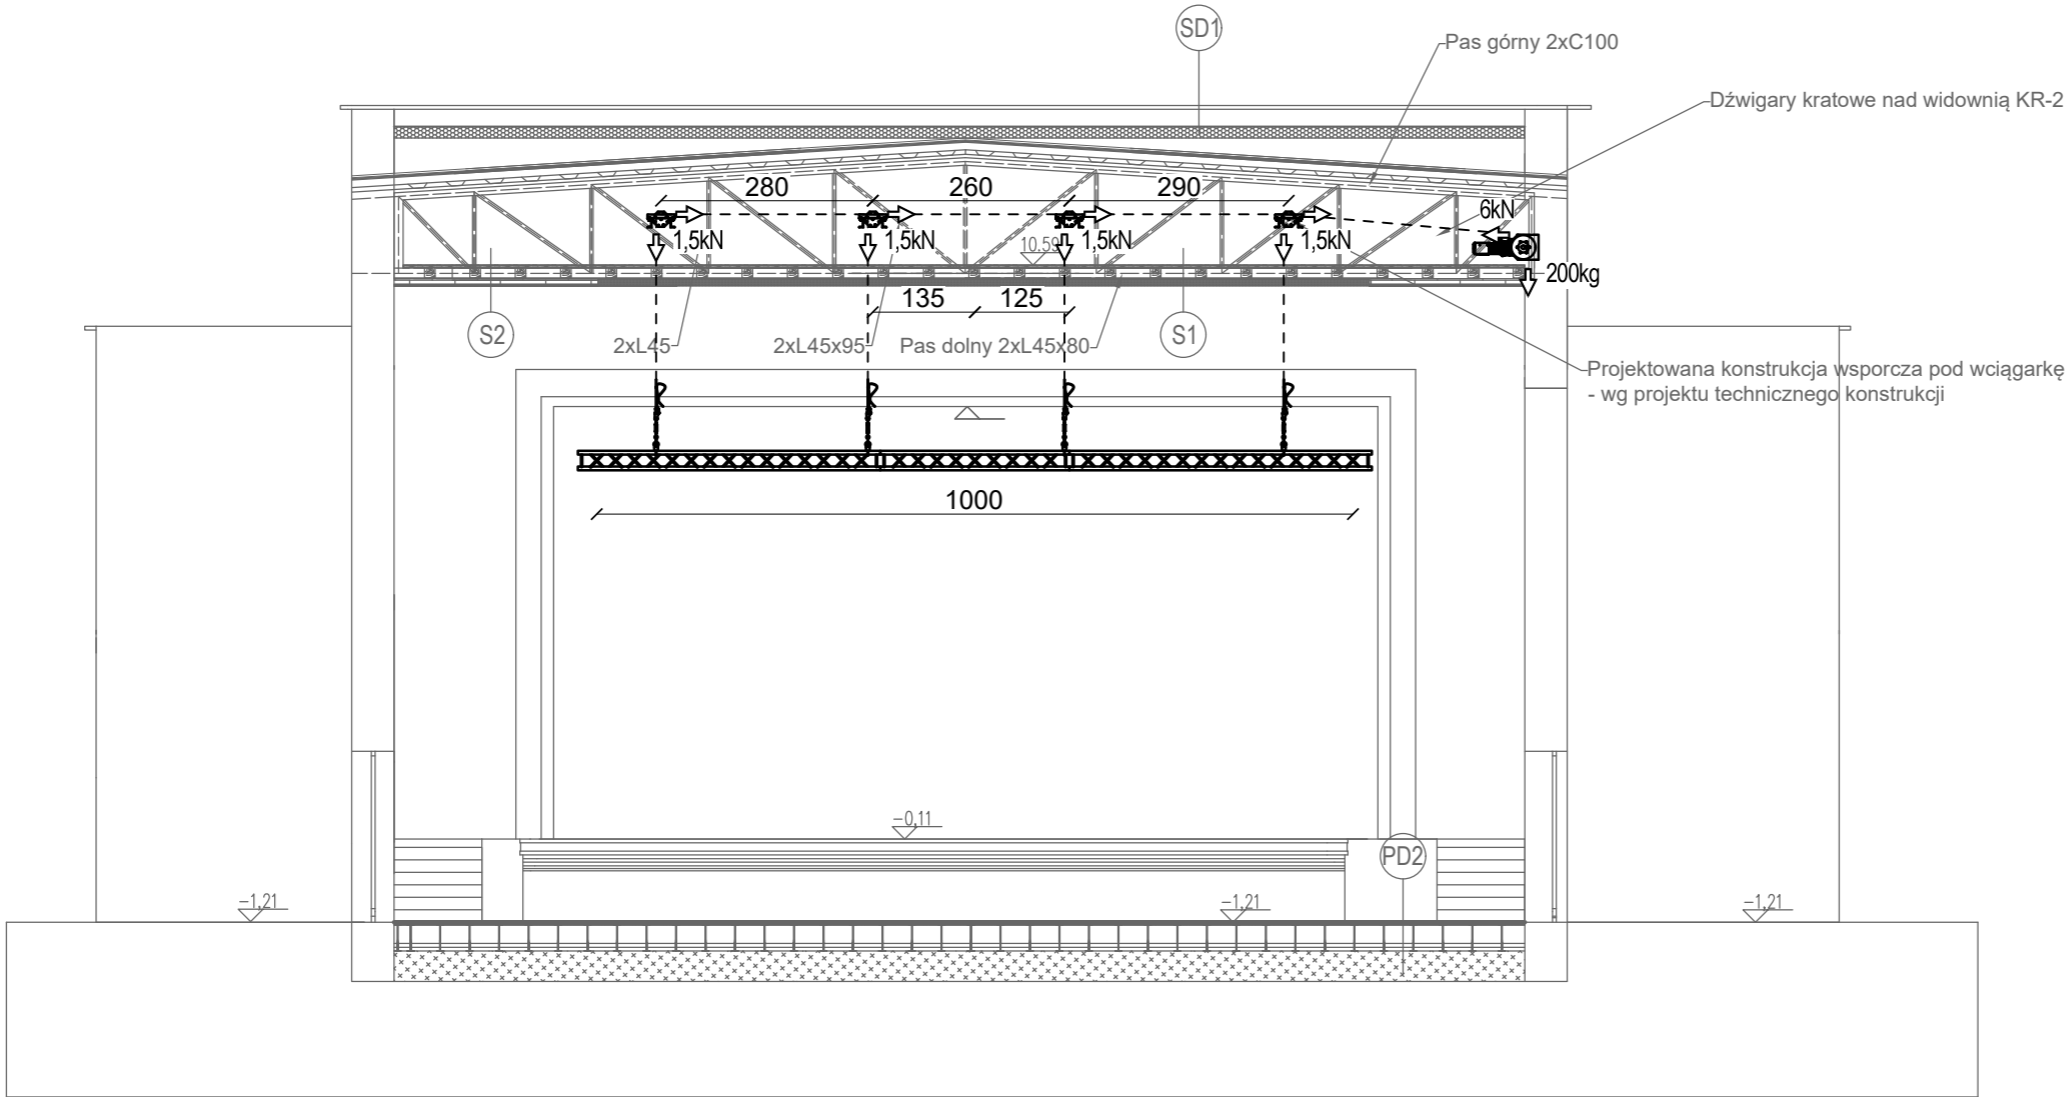 SD1
Pas górny 2xC100
Dźwigary kratowe nad widownią KR-2
280
260
290
6kN
1,5kN
1,5kN
10.59
1,5kN
1,5kN
200kg
135
125
S2
2xL45
2xL45x95
Pas dolny 2xL45x80
S1
Projektowana konstrukcja wsporcza pod wciągarkę
- wg projektu technicznego konstrukcji
1000
−0,11
PD2
−1,21
−1,21
−1,21